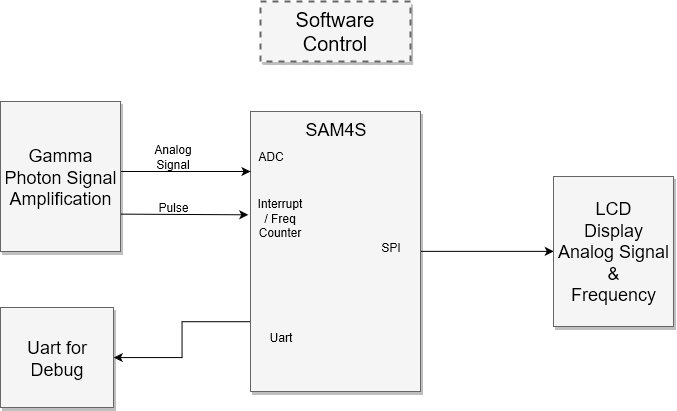 Software
Control
SAM4S
Gamma
Photon Signal
Amplification
Analog
Signal
ADC
Pulse
Interrupt
/ Freq
Counter
SPI
LCD
Display
Analog Signal
&
Frequency
Uart
Uart for
Debug